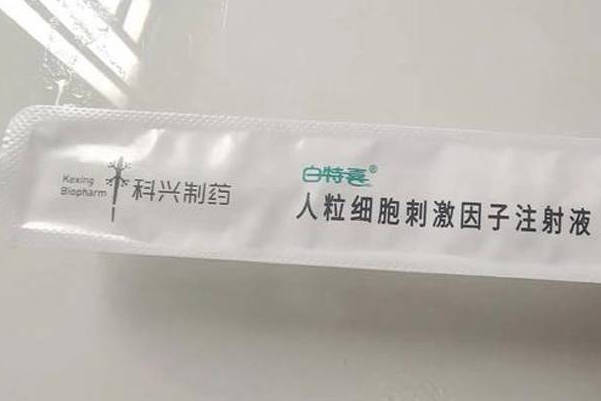 Kexing
Biopharm
科兴制药
白特喜®
人粒细胞刺激因子注射液